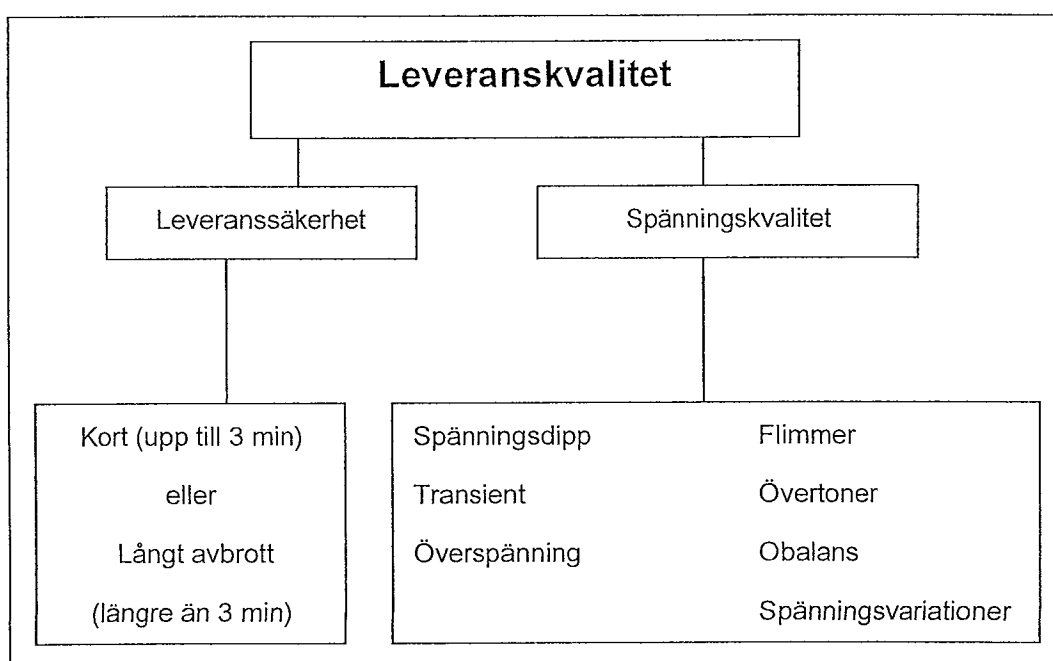 Leveranskvalitet
Leveranssäkerhet
Spänningskvalitet
Kort (upp till 3 min)
eller
Långt avbrott
(längre än 3 min)
Spänningsdipp
Transient
Överspänning
Flimmer
Övertoner
Obalans
Spänningsvariationer